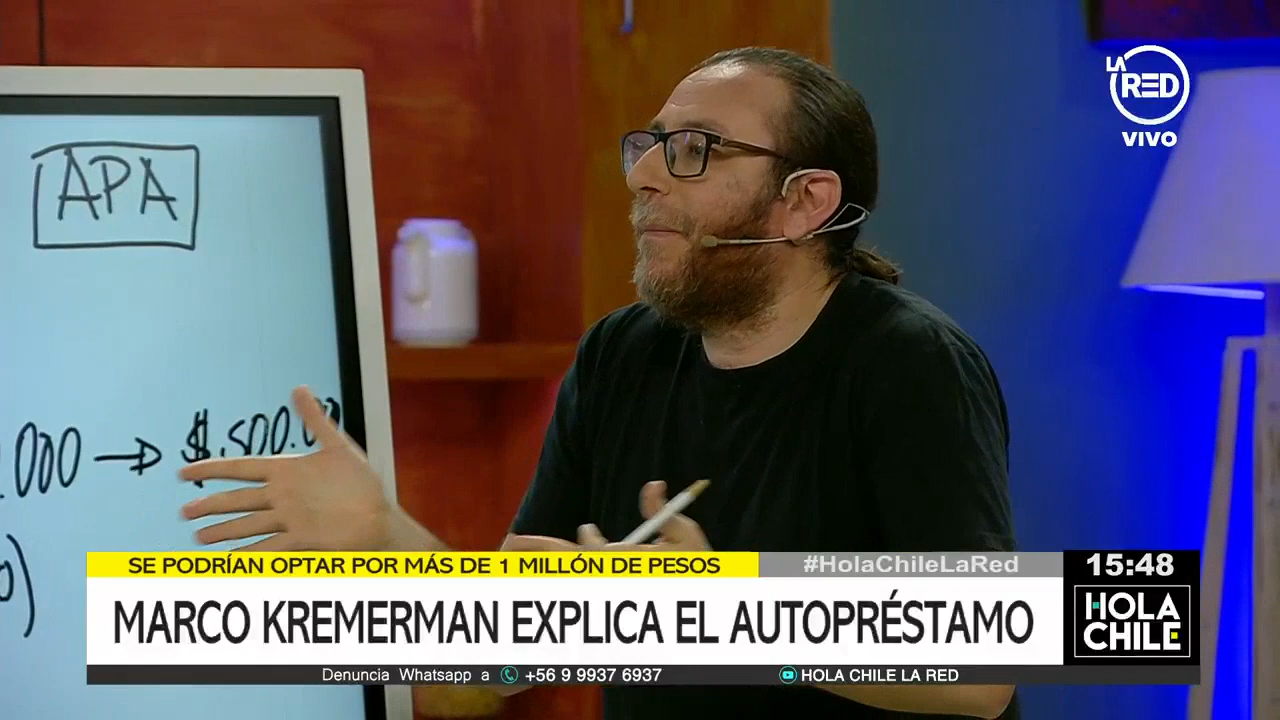 LA RED
VIVO
APA
.000 → $.500.00
0)
SE PODRÍAN OPTAR POR MÁS DE 1 MILLÓN DE PESOS
#HolaChileLaRed
15:48
MARCO KREMERMAN EXPLICA EL AUTOPRÉSTAMO
HOLA
CHILE
Denuncia Whatsapp a +56 9 9937 6937
HOLA CHILE LA RED